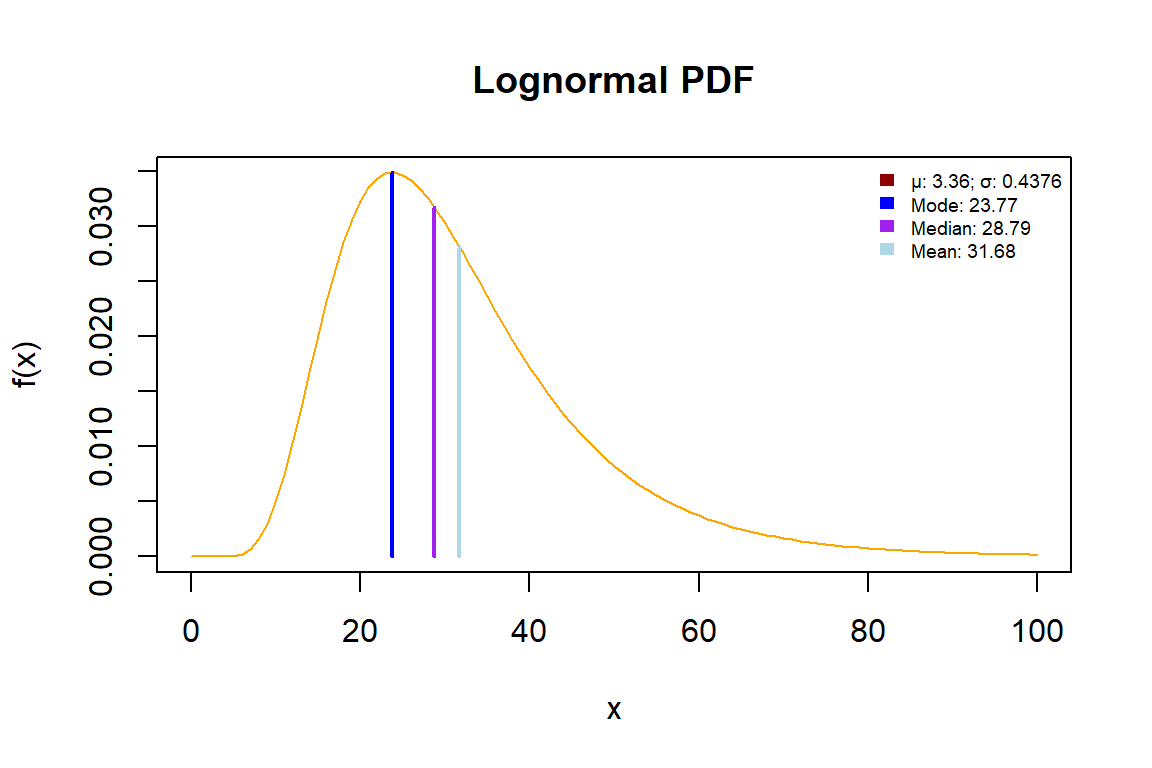 Lognormal PDF
μ: 3.36; σ: 0.4376
Mode: 23.77
Median: 28.79
Mean: 31.68
f(x)
0.030
0.020
0.010
0.000
0 20 40 60 80 100
x